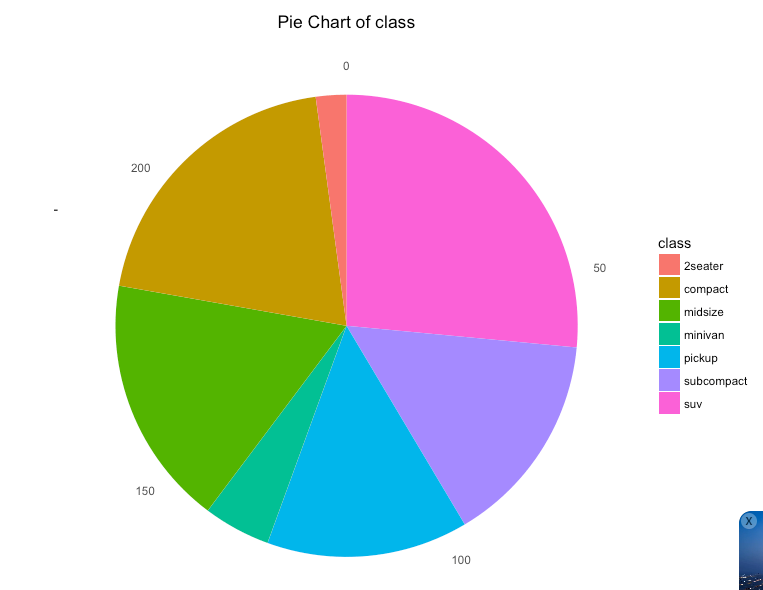 Pie Chart of class
0
200
-
50
150
100
class
2seater
compact
midsize
minivan
pickup
subcompact
suv
X